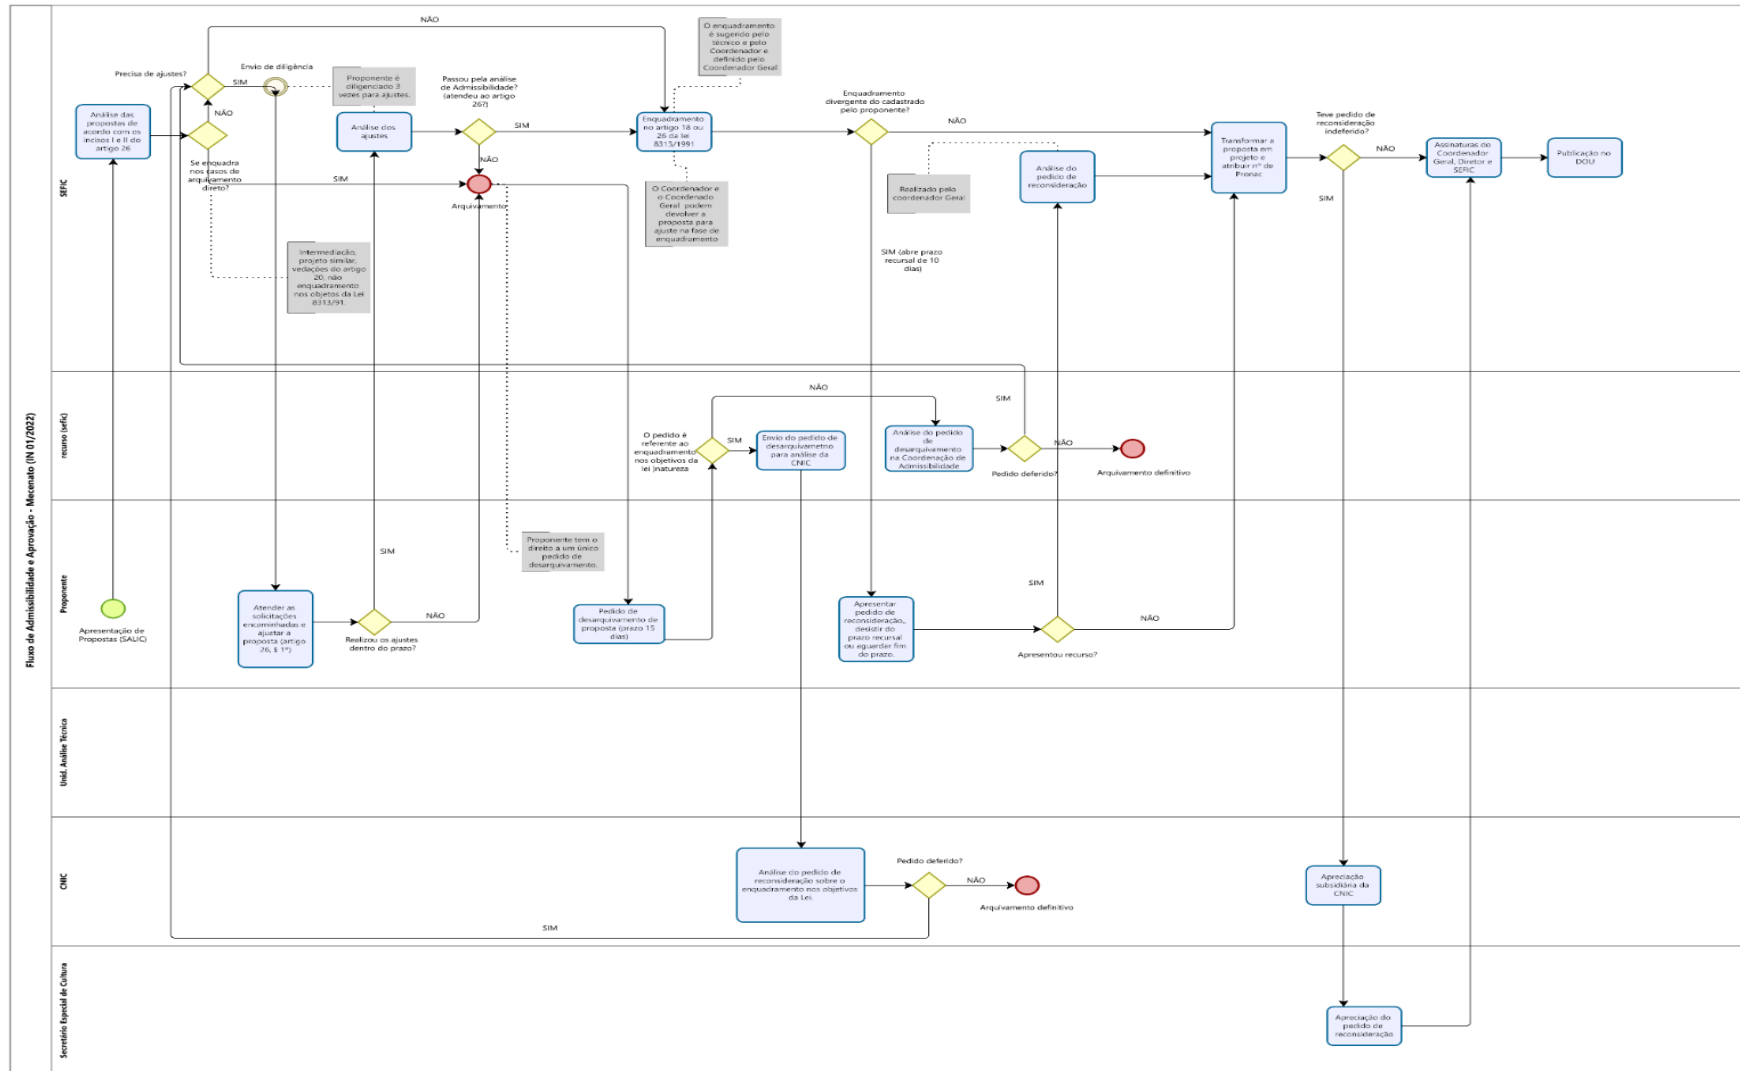 Fluxo de Admissibilidade e Aprovação - Mecenato (IN 01/2022)
SEFIC
NÃO
Precisa de ajustes?
SIM
Envio de diligência
Proponente é
diligenciado 3
vezes para ajustes.
Passou pela análise
de Admissibilidade?
(atendeu ao artigo
26?)
O enquadramento
é sugerido pelo
técnico e pelo
Coordenador e
definido pelo
Coordenador Geral
Análise das
propostas de
acordo com os
incisos I e II do
artigo 26
NÃO
Se enquadra
nos casos de
arquivamento
direto?
SIM
Análise dos
ajustes
SIM
NÃO
Arquivamento
Enquadramento
no artigo 18 ou
26 da lei
8313/1991
O Coordenador e
o Coordenado
Geral podem
devolver a
proposta para
ajuste na fase de
enquadramento
Intermediação,
projeto similar,
vedações do artigo
20, não
enquadramento
nos objetos da Lei
8313/91.
Enquadramento
divergente do cadastrado
pelo proponente?
NÃO
SIM (abre prazo
recursal de 10
dias)
Realizado pelo
coordenador Geral
Análise do
pedido de
reconsideração
Transformar a
proposta em
projeto e
atribuir nº de
Pronac
Teve pedido de
reconsideração
indeferido?
NÃO
SIM
Assinaturas do
Coordenador
Geral, Diretor e
SEFIC
Publicação no
DOU
recurso (sefic)
O pedido é
referente ao
enquadramento
nos objetivos da
lei )natureza
NÃO
SIM
Envio do pedido de
desarquivametno
para análise da
CNIC
Análise do pedido
de
desarquivamento
na Coordenação de
Admissibilidade
SIM
NÃO
Pedido deferido?
Arquivamento definitivo
Proponente
Apresentação de
Propostas (SALIC)
Atender as
solicitações
encaminhadas e
ajustar a
proposta (artigo
26, § 1º)
SIM
NÃO
Realizou os ajustes
dentro do prazo?
Proponente tem o
direito a um único
pedido de
desarquivamento.
Pedido de
desarquivamento de
proposta (prazo 15
dias)
Apresentar
pedido de
reconsideração,
desistir do
prazo recursal
ou aguardar fim
do prazo.
SIM
NÃO
Apresentou recurso?
Unid. Análise Técnica
CNIC
Análise do pedido de
reconsideração sobre o
enquadramento nos objetivos
da Lei.
Pedido deferido?
NÃO
Arquivamento definitivo
SIM
Apreciação
subsidiária da
CNIC
Secretário Especial de Cultura
Apreciação do
pedido de
reconsideração